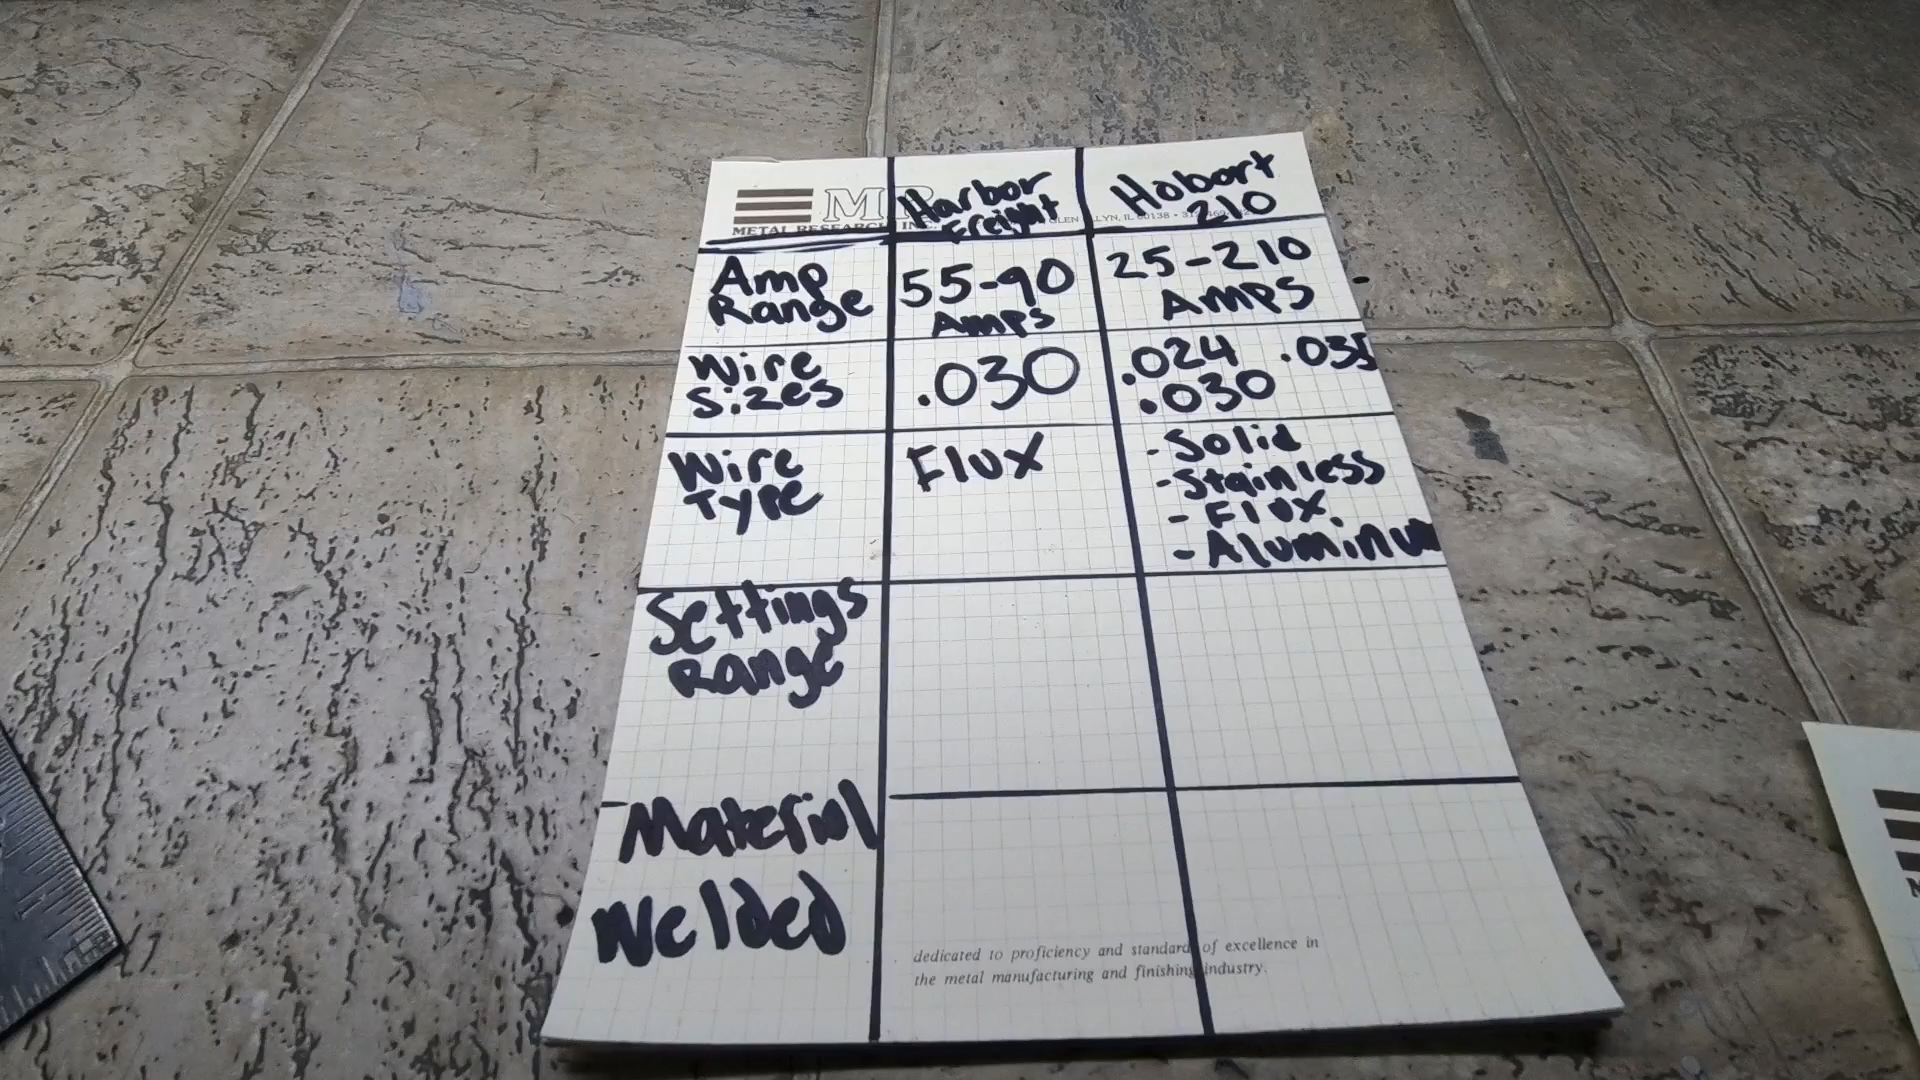 Harbor
Freight
Hobart
210
METAL RESEARCH, INC.
Amp
Range
55-90
Amps
25-210
AMPS
Wire
Sizes
.030
.024 .035
.030
Wire
Type
Flux
- Solid
- Stainless
- Flux
- Aluminum
Settings
Range
Material
Welded
dedicated to proficiency and standard of excellence in
the metal manufacturing and finishing industry.